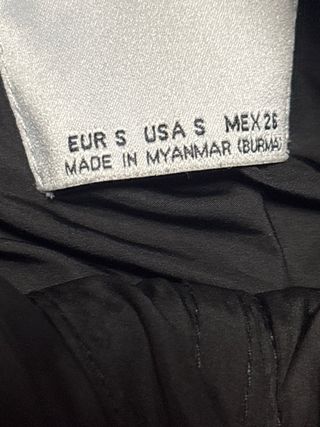 EUR S USA S MEX 26
MADE IN MYANMAR (BURMA)